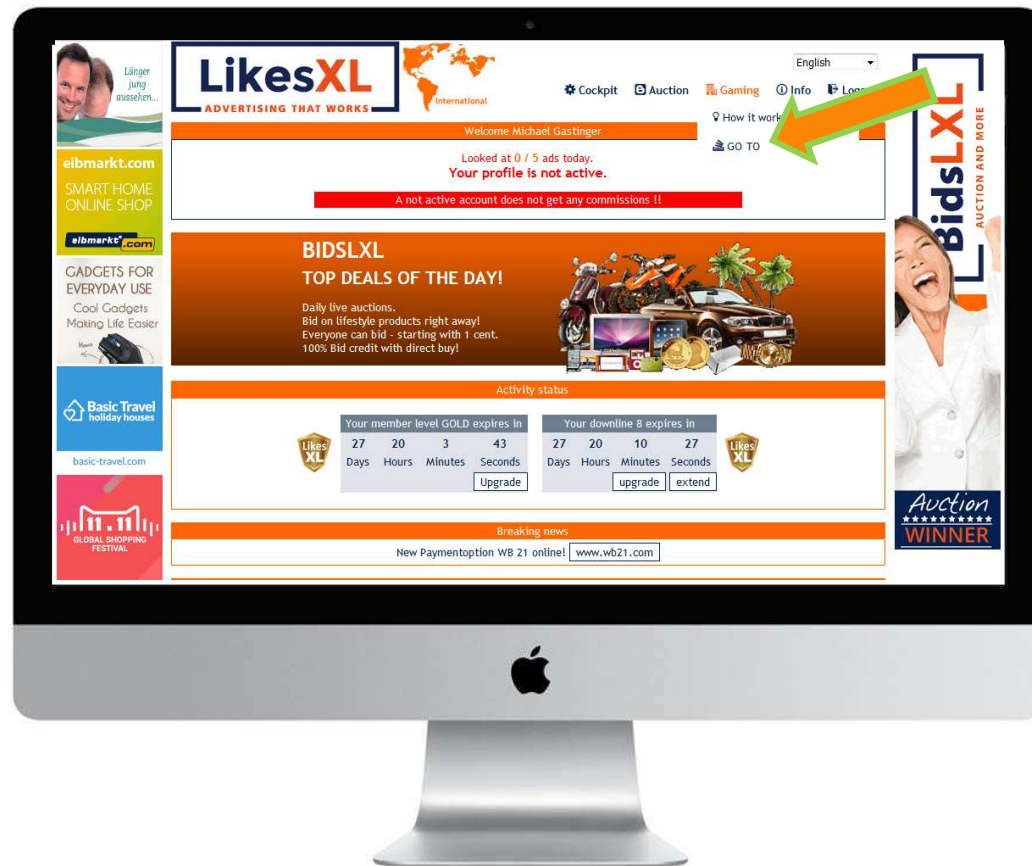 Länger
jung
aussehen...
eibmarkt.com
SMART HOME
ONLINE SHOP
eibmarkt.com
GADGETS FOR
EVERYDAY USE
Cool Gadgets
Making Life Easier
Basic Travel
holiday houses
basic-travel.com
11.11
GLOBAL SHOPPING
FESTIVAL
LikesXL
ADVERTISING THAT WORKS
International
English
Cockpit
Auction
Gaming
Info
How it work
GO TO
Welcome Michael Gastinger
Looked at 0 / 5 ads today.
Your profile is not active.
A not active account does not get any commissions !!
BIDSLXL
TOP DEALS OF THE DAY!
Daily live auctions.
Bid on lifestyle products right away!
Everyone can bid - starting with 1 cent.
100% Bid credit with direct buy!
Activity status
Likes XL
Your member level GOLD expires in
27 20 3 43
Days Hours Minutes Seconds
Upgrade
Your downline 8 expires in
27 20 10 27
Days Hours Minutes Seconds
upgrade extend
Likes XL
Breaking news
New Paymentoption WB 21 online! www.wb21.com
BidsLXL
AUCTION AND MORE
Auction
WINNER